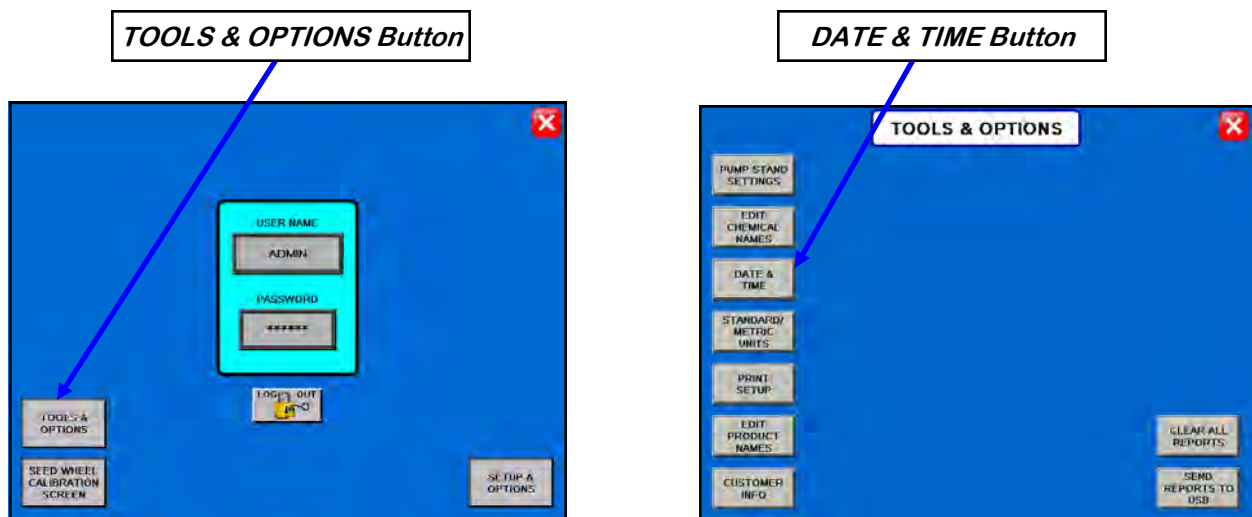 TOOLS & OPTIONS Button
DATE & TIME Button
USER NAME
ADMIN
PASSWORD
******
LOG OUT
TOOLS &
OPTIONS
SEED WHEEL
CALIBRATION
SCREEN
SETUP &
OPTIONS
TOOLS & OPTIONS
PUMP STAND
SETTINGS
EDIT
CHEMICAL
NAMES
DATE &
TIME
STANDARD/
METRIC
UNITS
PRINT
SETUP
EDIT
PRODUCT
NAMES
CUSTOMER
INFO
CLEAR ALL
REPORTS
SEND
REPORTS TO
USB